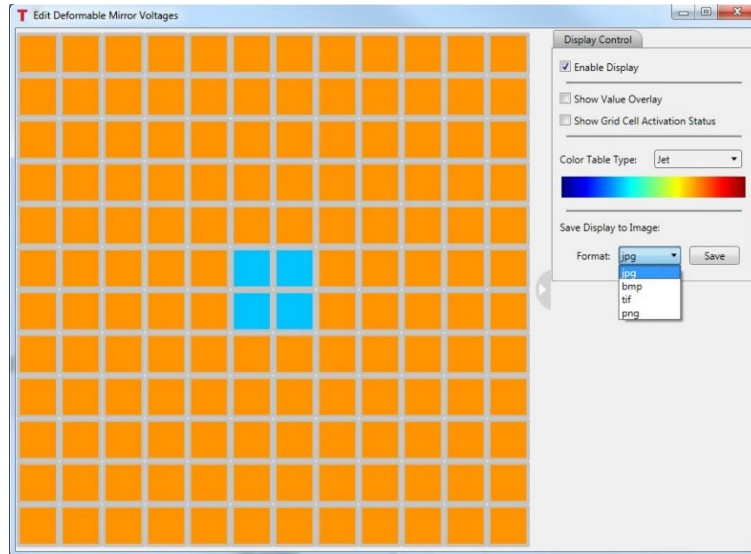 T Edit Deformable Mirror Voltages
Display Control
Enable Display
Show Value Overlay
Show Grid Cell Activation Status
Color Table Type: Jet
Save Display to Image:
Format: jpg Save
jpg
bmp
tif
png